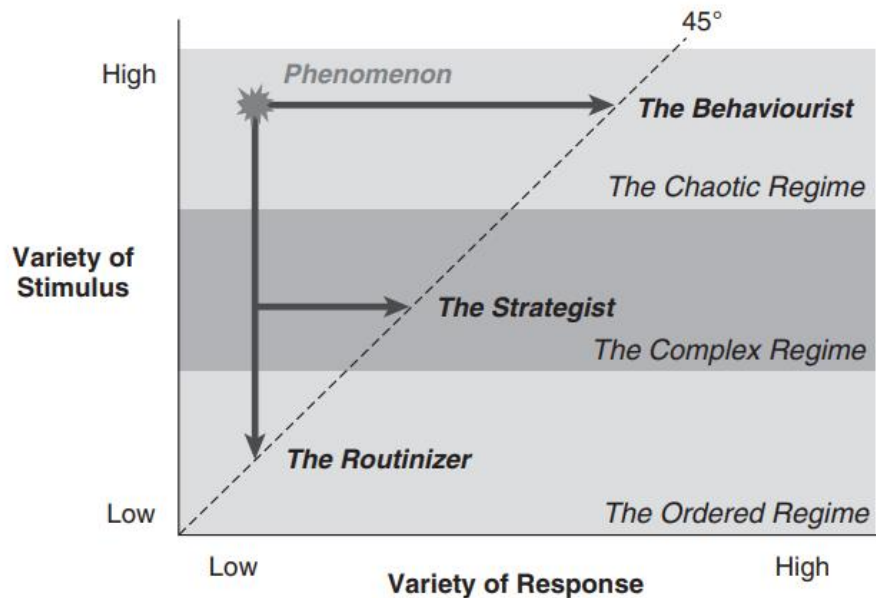 45°
High
Phenomenon
The Behaviourist
The Chaotic Regime
Variety of
Stimulus
The Strategist
The Complex Regime
The Routinizer
Low
The Ordered Regime
Low
High
Variety of Response